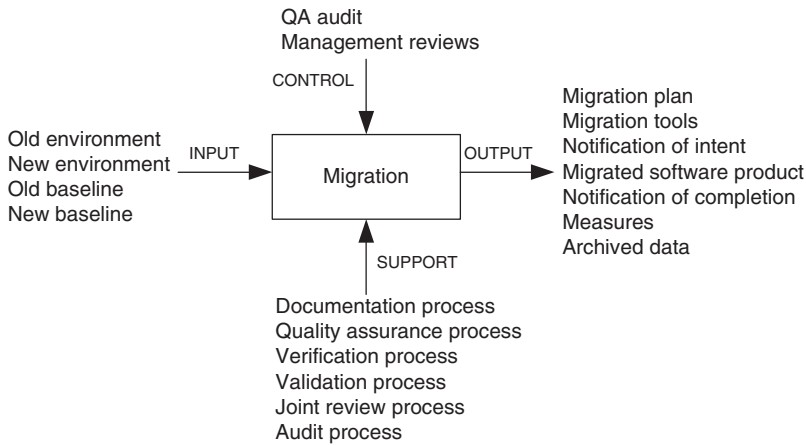 QA audit
Management reviews
CONTROL
Old environment
New environment
Old baseline
New baseline
INPUT
Migration
OUTPUT
Migration plan
Migration tools
Notification of intent
Migrated software product
Notification of completion
Measures
Archived data
SUPPORT
Documentation process
Quality assurance process
Verification process
Validation process
Joint review process
Audit process